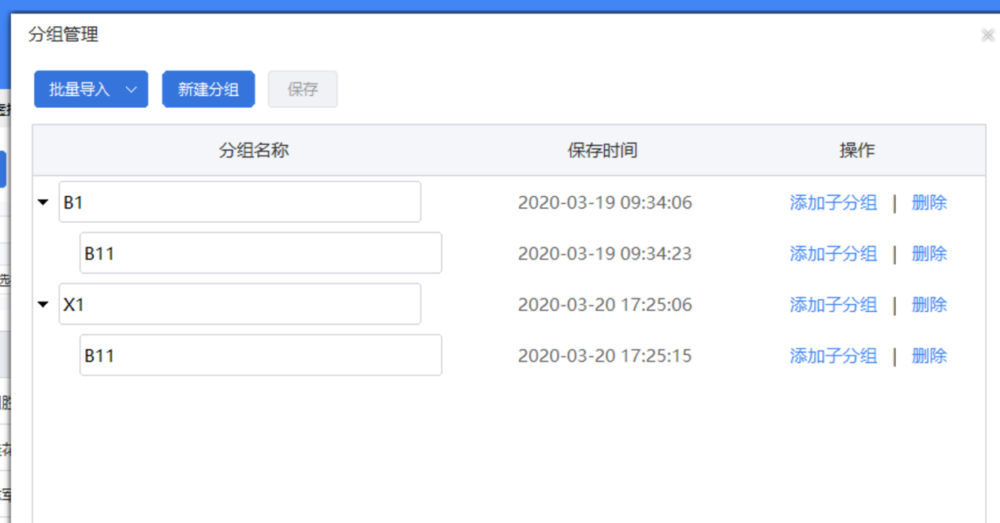 分组管理
批量导入 新建分组 保存
分组名称 保存时间 操作
B1 2020-03-19 09:34:06 添加子分组 | 删除
B11 2020-03-19 09:34:23 添加子分组 | 删除
X1 2020-03-20 17:25:06 添加子分组 | 删除
B11 2020-03-20 17:25:15 添加子分组 | 删除